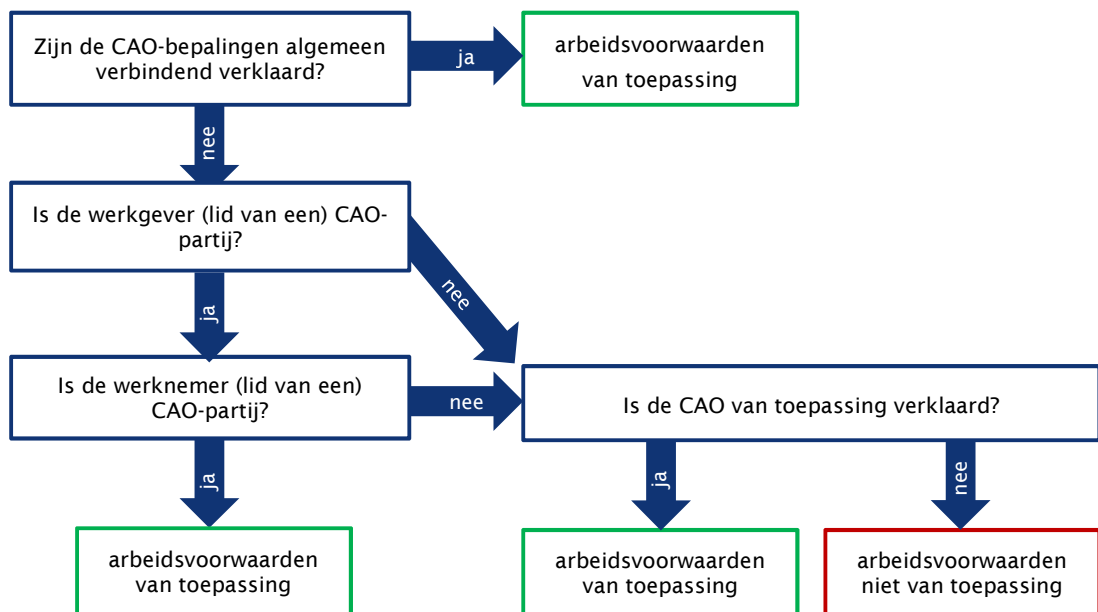 Zijn de CAO-bepalingen algemeen
verbindend verklaard?
ja
arbeidsvoorwaarden
van toepassing
nee
Is de werkgever (lid van een) CAO-
partij?
nee
ja
Is de werknemer (lid van een)
CAO-partij?
nee
Is de CAO van toepassing verklaard?
ja
ja
nee
arbeidsvoorwaarden
van toepassing
arbeidsvoorwaarden
van toepassing
arbeidsvoorwaarden
niet van toepassing